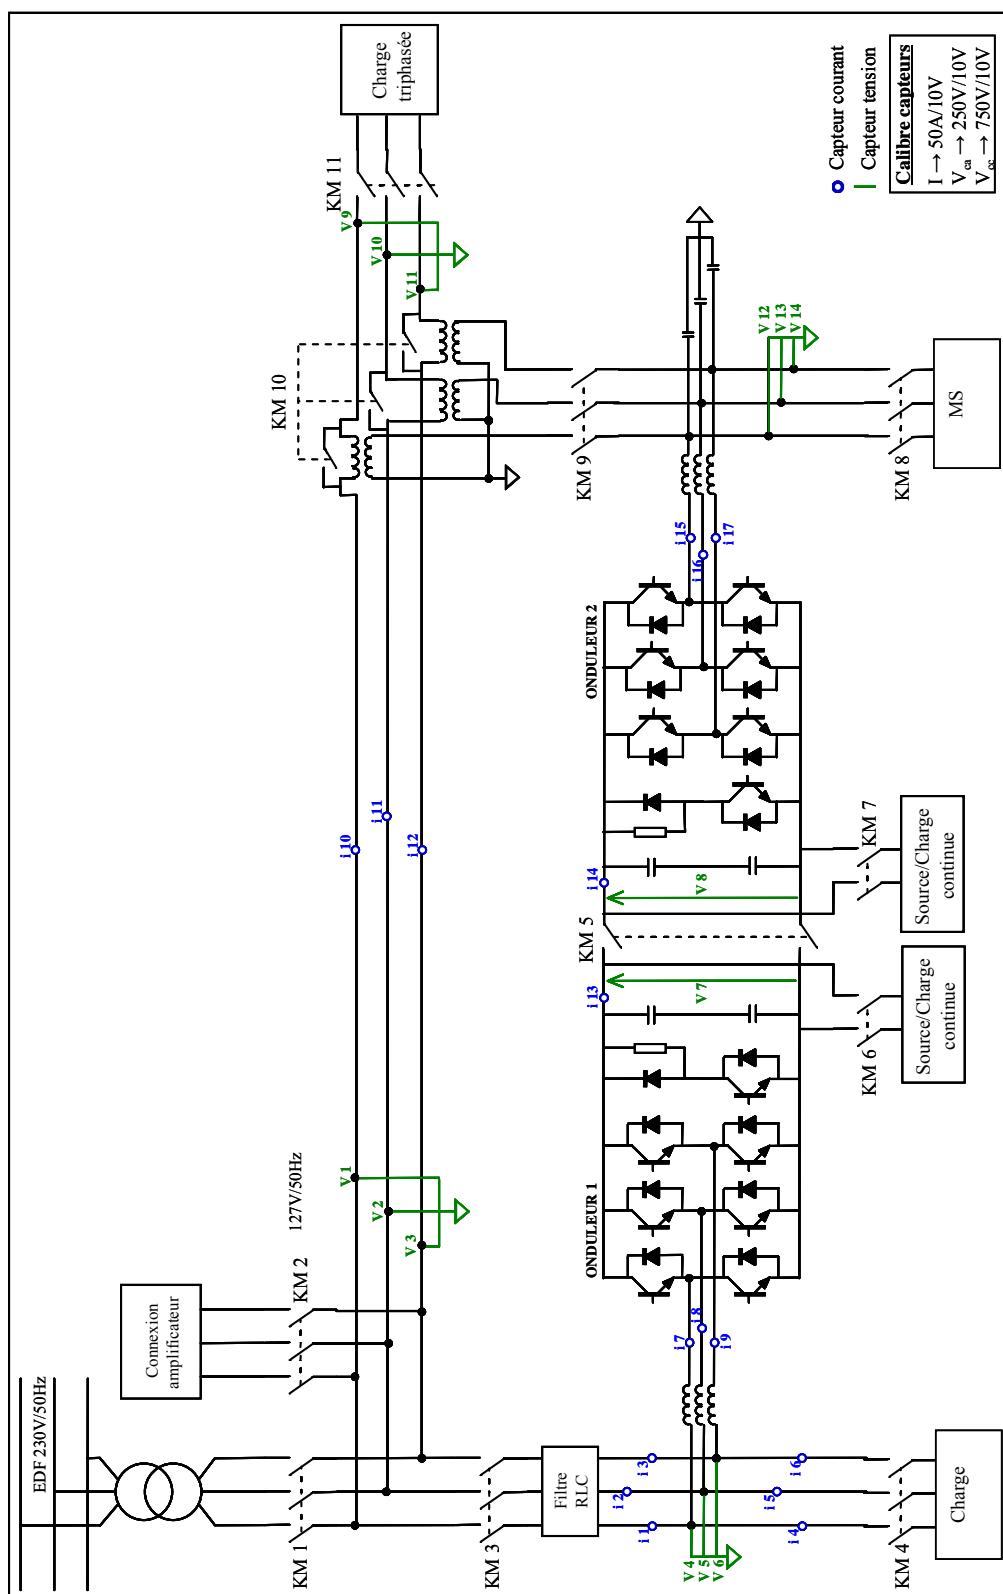 EDF 230V/50Hz
Connexion
amplificateur
KM 2
127V/50Hz
KM 1
KM 3
Filtre
RLC
i 1
i 2
i 3
i 4
i 5
i 6
V 4
V 5
V 6
KM 4
Charge
V 1
V 2
V 3
i 7
i 8
i 9
ONDULEUR 1
i 10
i 11
i 12
i 13
V 7
KM 5
KM 6
Source/Charge
continue
i 14
V 8
KM 7
Source/Charge
continue
ONDULEUR 2
i 15
i 16
i 17
KM 10
KM 9
KM 8
MS
V 12
V 13
V 14
V 9
V 10
V 11
KM 11
Charge
triphasée
Capteur courant
Capteur tension
Calibre capteurs
I → 50A/10V
Vca → 250V/10V
Vcc → 750V/10V